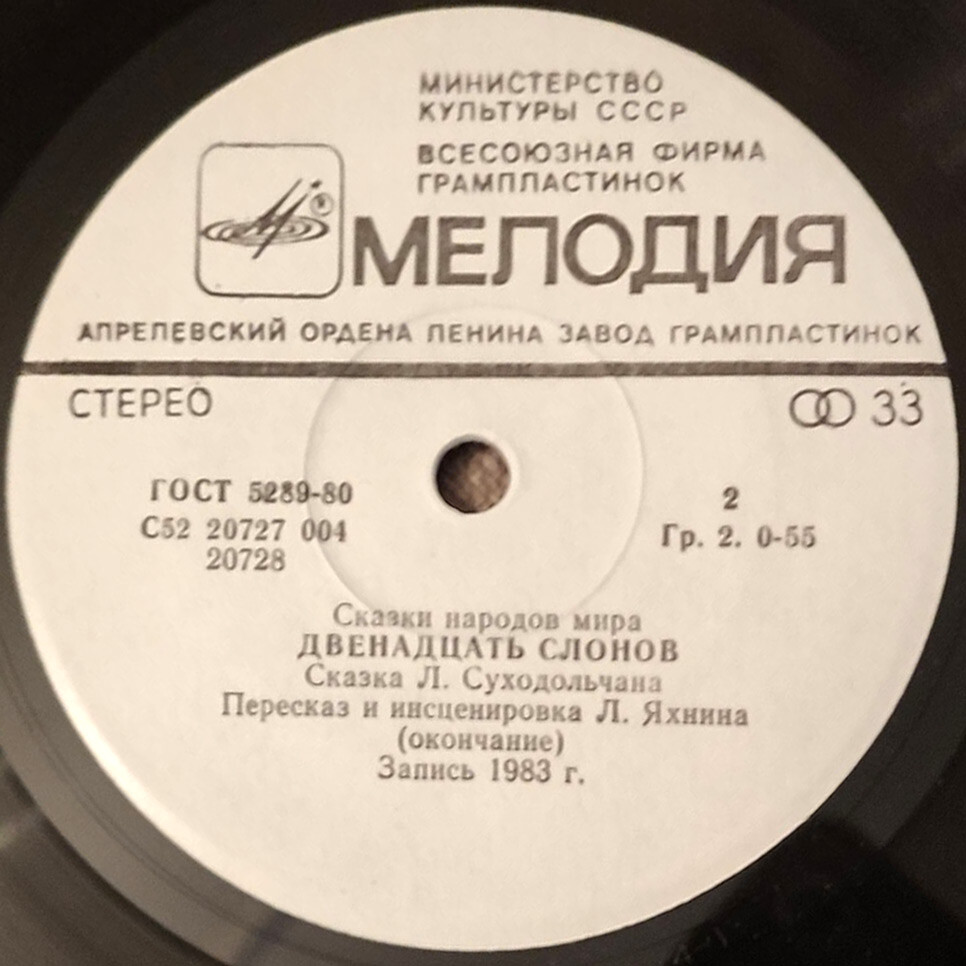 МИНИСТЕРСТВО
КУЛЬТУРЫ СССР
ВСЕСОЮЗНАЯ ФИРМА
ГРАМПЛАСТИНОК
МЕЛОДИЯ
АПРЕЛЕВСКИЙ ОРДЕНА ЛЕНИНА ЗАВОД ГРАМПЛАСТИНОК
СТЕРЕО
33
ГОСТ 5289-80
2
С52 20727 004
Гр. 2. 0-55
20728
Сказки народов мира
ДВЕНАДЦАТЬ СЛОНОВ
Сказка Л. Суходольчана
Пересказ и инсценировка Л. Яхнина
(окончание)
Запись 1983 г.